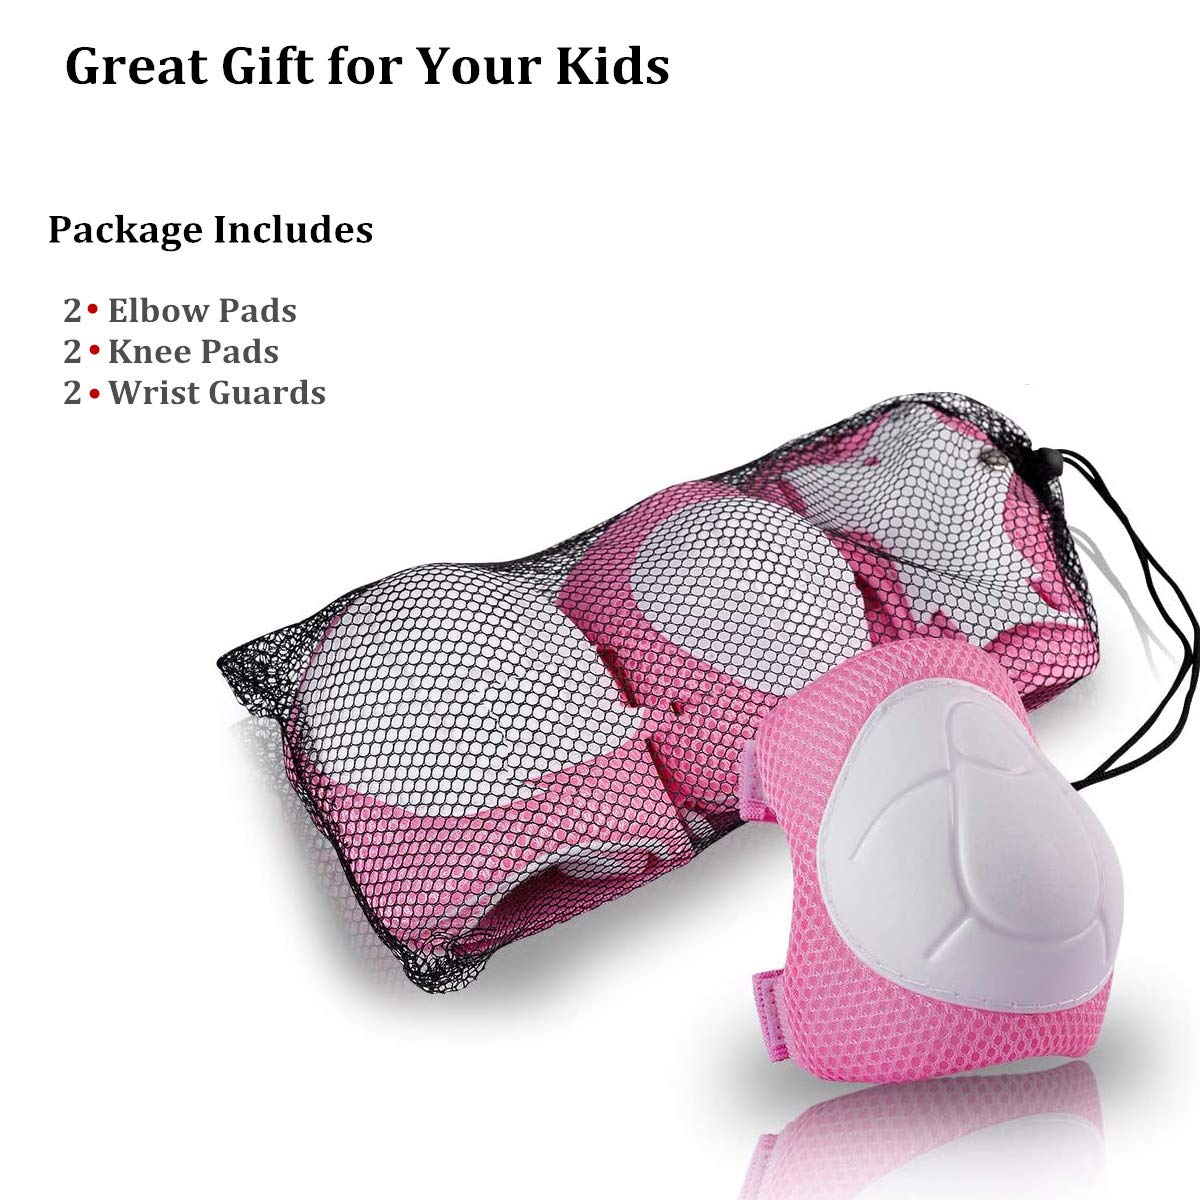 Great Gift for Your Kids
Package Includes
2• Elbow Pads
2• Knee Pads
2• Wrist Guards